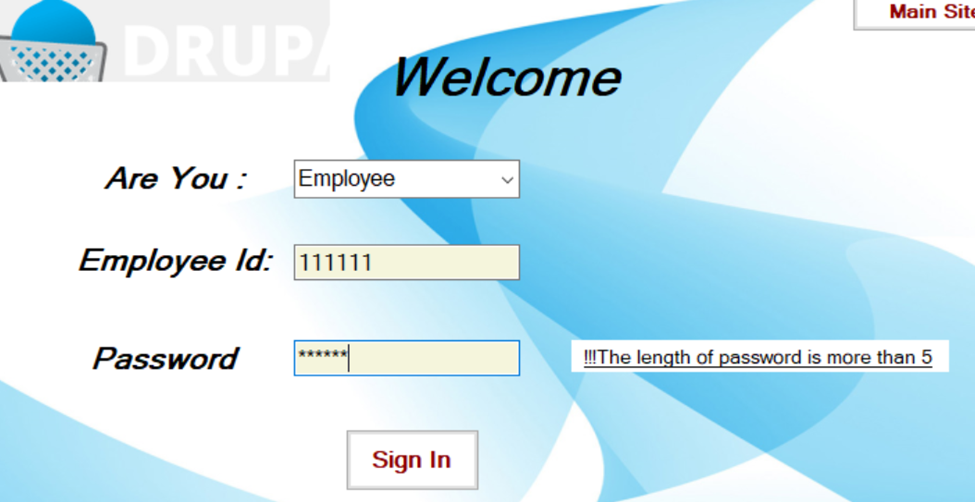 Main Site
DRUPA
Welcome
Are You :
Employee
Employee Id:
111111
Password
******
!!!The length of password is more than 5
Sign In